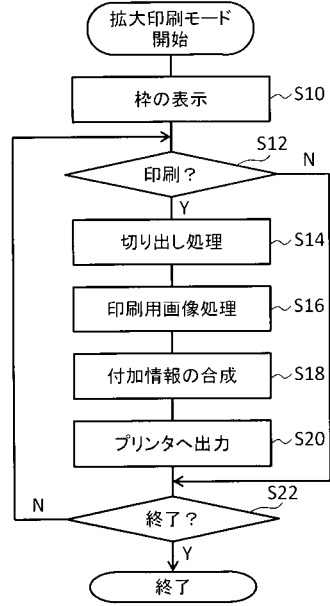 拡大印刷モード
開始
枠の表示
S10
S12
印刷？
N
Y
切り出し処理
S14
印刷用画像処理
S16
付加情報の合成
S18
プリンタへ出力
S20
S22
N
終了？
Y
終了